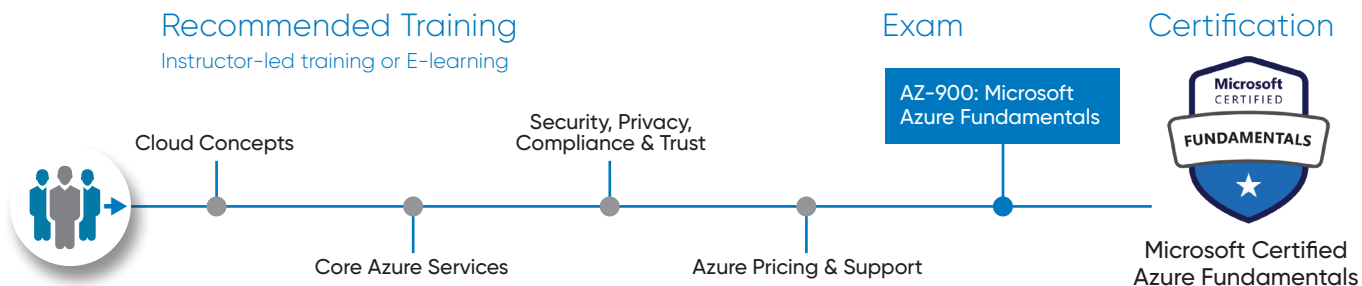 Recommended Training
Instructor-led training or E-learning
Exam
Certification
Cloud Concepts
Core Azure Services
Security, Privacy,
Compliance & Trust
Azure Pricing & Support
AZ-900: Microsoft
Azure Fundamentals
Microsoft
CERTIFIED
FUNDAMENTALS
Microsoft Certified
Azure Fundamentals